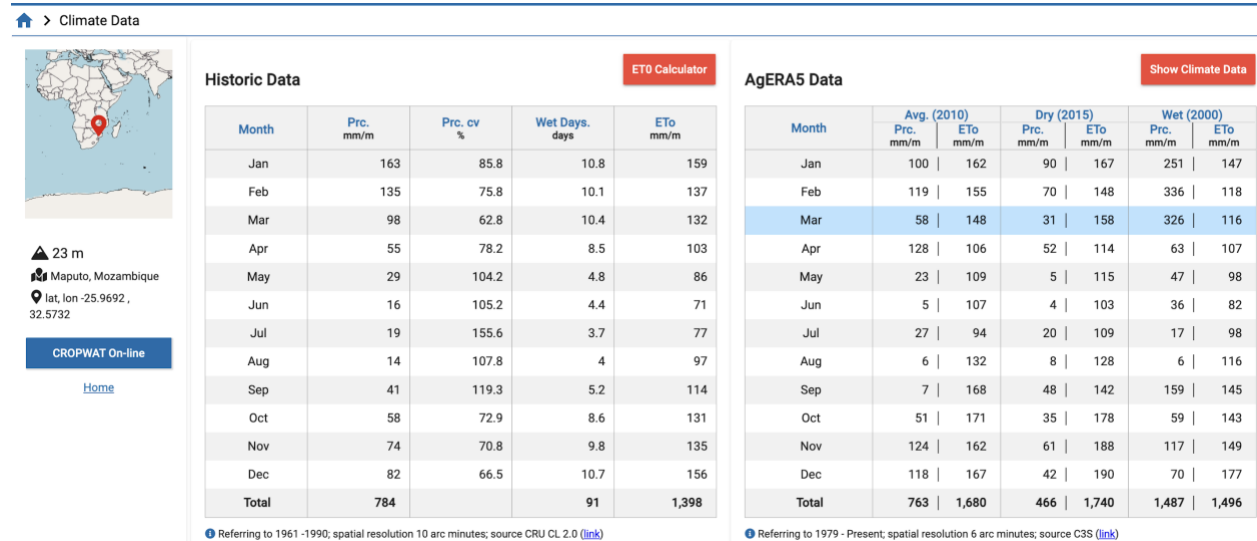 Climate Data
23 m
Maputo, Mozambique
lat, lon -25.9692 ,
32.5732
CROPWAT On-line
Home
Historic Data
ET0 Calculator
Month Prc. mm/m Prc. cv % Wet Days. days ETo mm/m
Jan 163 85.8 10.8 159
Feb 135 75.8 10.1 137
Mar 98 62.8 10.4 132
Apr 55 78.2 8.5 103
May 29 104.2 4.8 86
Jun 16 105.2 4.4 71
Jul 19 155.6 3.7 77
Aug 14 107.8 4 97
Sep 41 119.3 5.2 114
Oct 58 72.9 8.6 131
Nov 74 70.8 9.8 135
Dec 82 66.5 10.7 156
Total 784 91 1,398
Referring to 1961 -1990; spatial resolution 10 arc minutes; source CRU CL 2.0 (link)
AgERA5 Data
Show Climate Data
Month Avg. (2010) Dry (2015) Wet (2000)
Prc. mm/m ETo mm/m Prc. mm/m ETo mm/m Prc. mm/m ETo mm/m
Jan 100 | 162 90 | 167 251 | 147
Feb 119 | 155 70 | 148 336 | 118
Mar 58 | 148 31 | 158 326 | 116
Apr 128 | 106 52 | 114 63 | 107
May 23 | 109 5 | 115 47 | 98
Jun 5 | 107 4 | 103 36 | 82
Jul 27 | 94 20 | 109 17 | 98
Aug 6 | 132 8 | 128 6 | 116
Sep 7 | 168 48 | 142 159 | 145
Oct 51 | 171 35 | 178 59 | 143
Nov 124 | 162 61 | 188 117 | 149
Dec 118 | 167 42 | 190 70 | 177
Total 763 | 1,680 466 | 1,740 1,487 | 1,496
Referring to 1979 - Present; spatial resolution 6 arc minutes; source C3S (link)